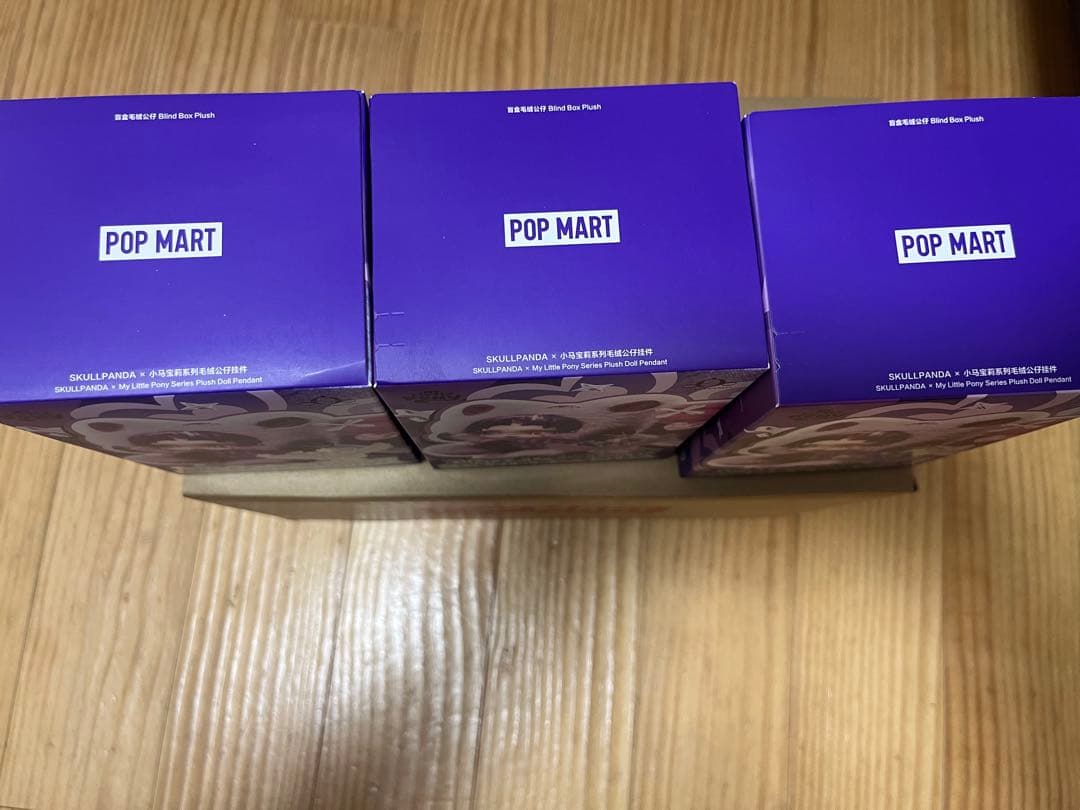 盲盒毛绒公仔 Blind Box Plush
POP MART
SKULLPANDA × 小马宝莉系列毛绒公仔挂件
SKULLPANDA × My Little Pony Series Plush Doll Pendant
盲盒毛绒公仔 Blind Box Plush
POP MART
SKULLPANDA × 小马宝莉系列毛绒公仔挂件
SKULLPANDA × My Little Pony Series Plush Doll Pendant
盲盒毛绒公仔 Blind Box Plush
POP MART
SKULLPANDA × 小马宝莉系列毛绒公仔挂件
SKULLPANDA × My Little Pony Series Plush Doll Pendant